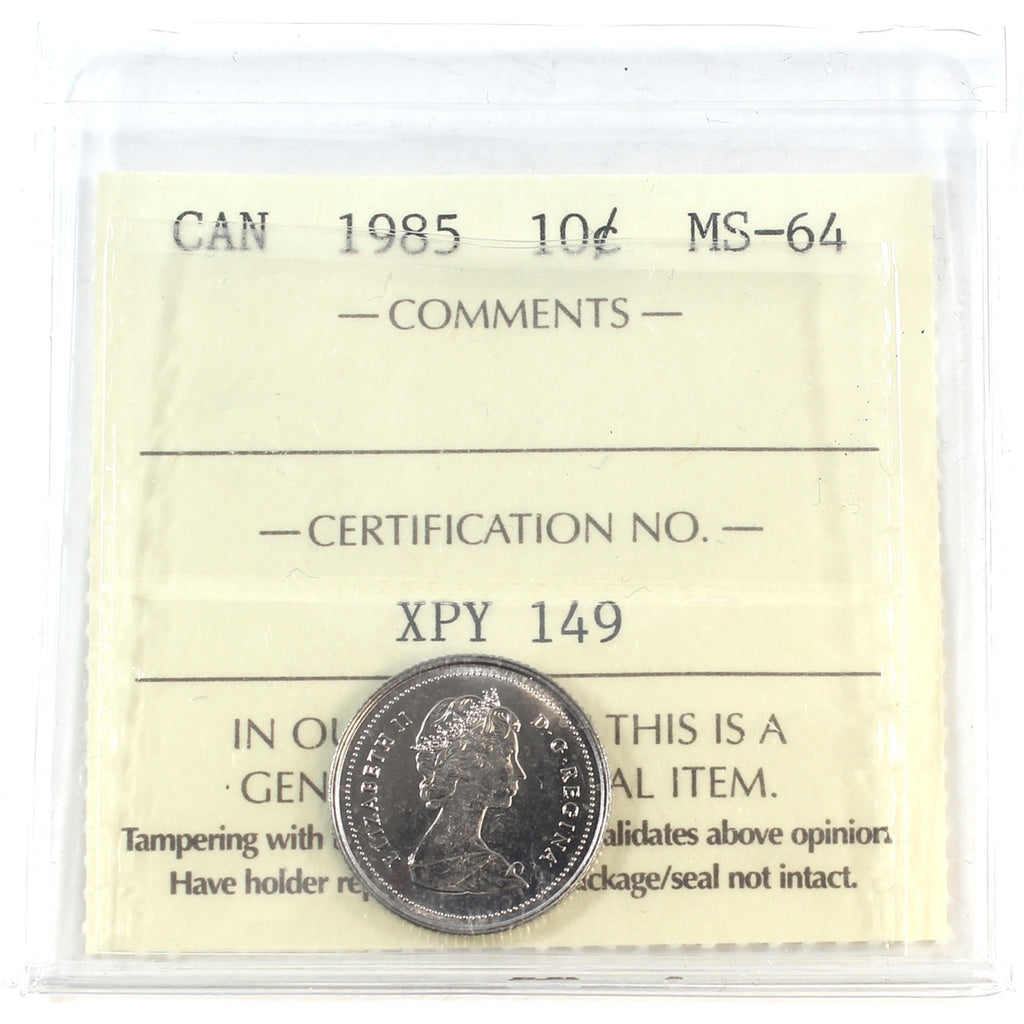 CAN 1985 10¢ MS-64
— COMMENTS —
— CERTIFICATION NO. —
XPY 149
IN OU THIS IS A
GEN AL ITEM.
Tampering with alidates above opinion.
Have holder rep ckage/seal not intact.
ELIZABETH II D·G·REGINA